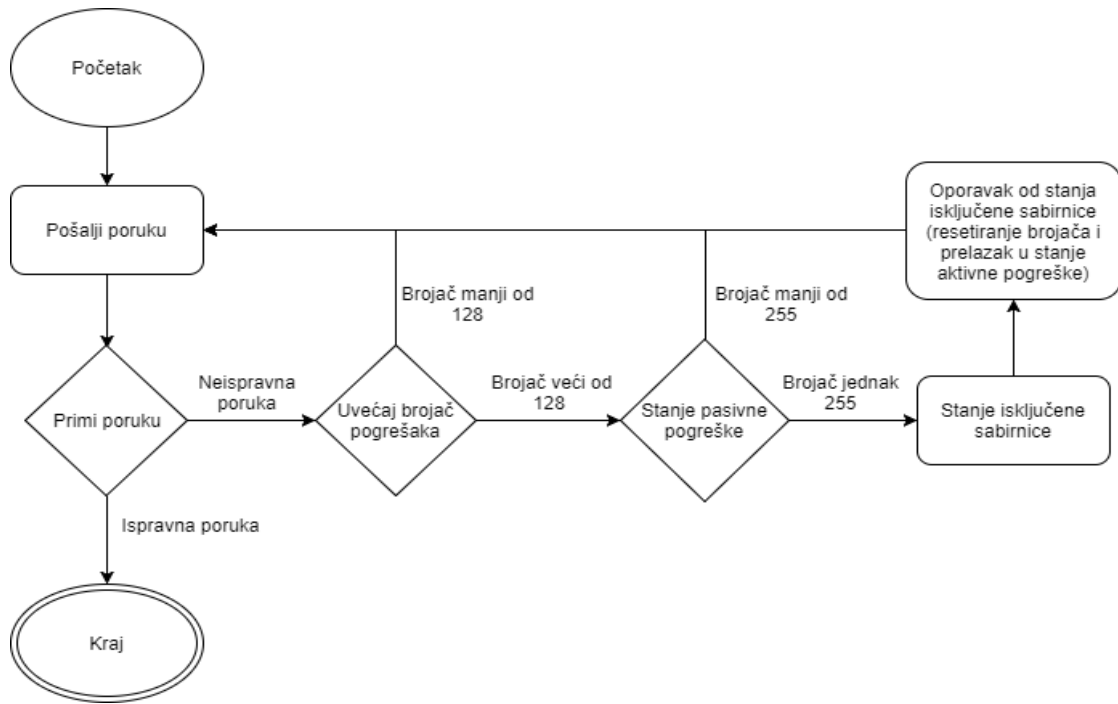 Početak
Pošalji poruku
Oporavak od stanja
isključene sabirnice
(resetiranje brojača i
prelazak u stanje
aktivne pogreške)
Brojač manji od
128
Brojač manji od
255
Primi poruku
Neispravna
poruka
Uvećaj brojač
pogrešaka
Brojač veći od
128
Stanje pasivne
pogreške
Brojač jednak
255
Stanje isključene
sabirnice
Ispravna poruka
Kraj